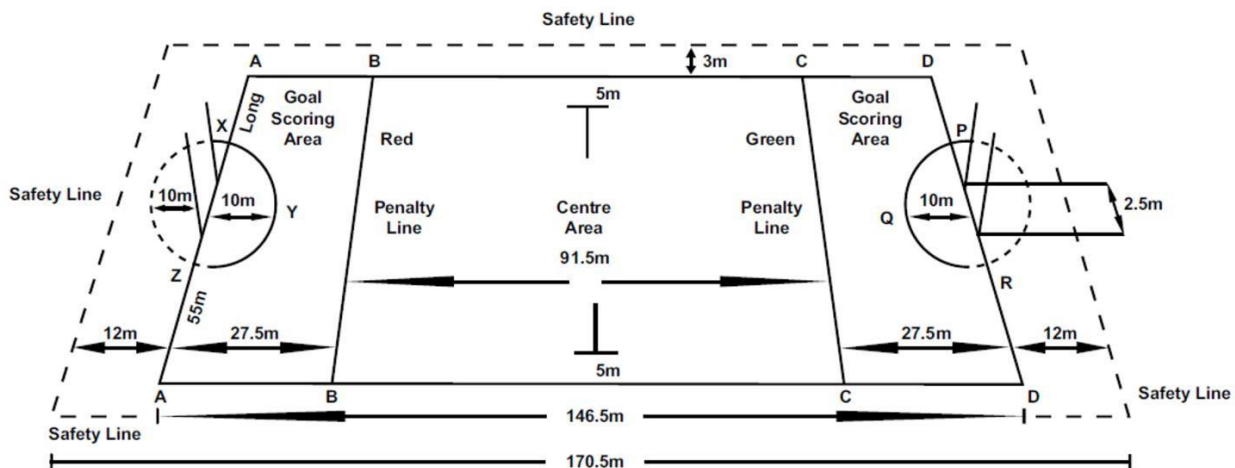 Safety Line
A B C D
3m
Safety Line
Long
X
Goal
Scoring
Area
5m
Goal
Scoring
Area
P
Red
Green
10m
10m
Y
Penalty
Line
Centre
Area
Penalty
Line
Q
10m
2.5m
91.5m
Z
R
55m
12m
27.5m
27.5m
12m
5m
A B C D
Safety Line
Safety Line
146.5m
170.5m